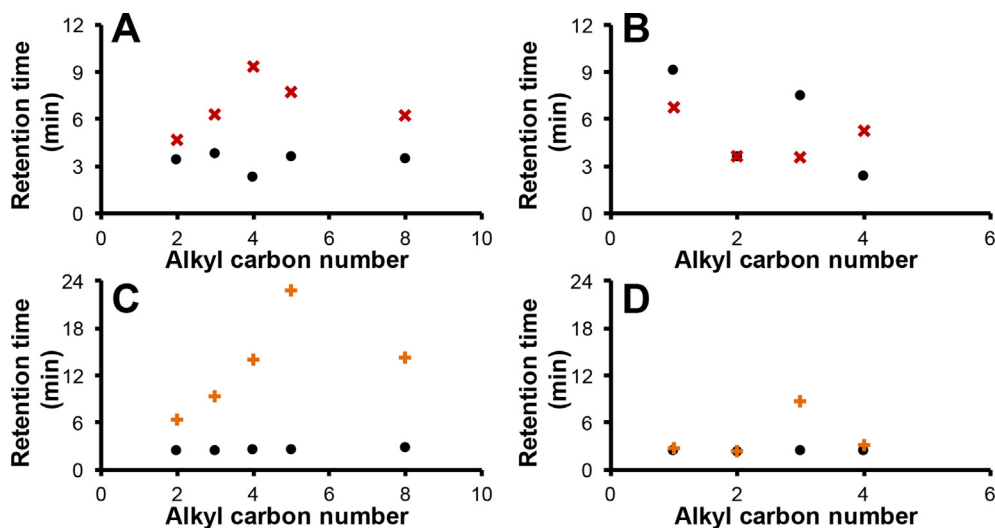 A
Retention time
(min)
12
9
6
3
0
0 2 4 6 8 10
Alkyl carbon number
B
Retention time
(min)
12
9
6
3
0
0 2 4 6
Alkyl carbon number
C
Retention time
(min)
24
18
12
6
0
0 2 4 6 8 10
Alkyl carbon number
D
Retention time
(min)
24
18
12
6
0
0 2 4 6
Alkyl carbon number